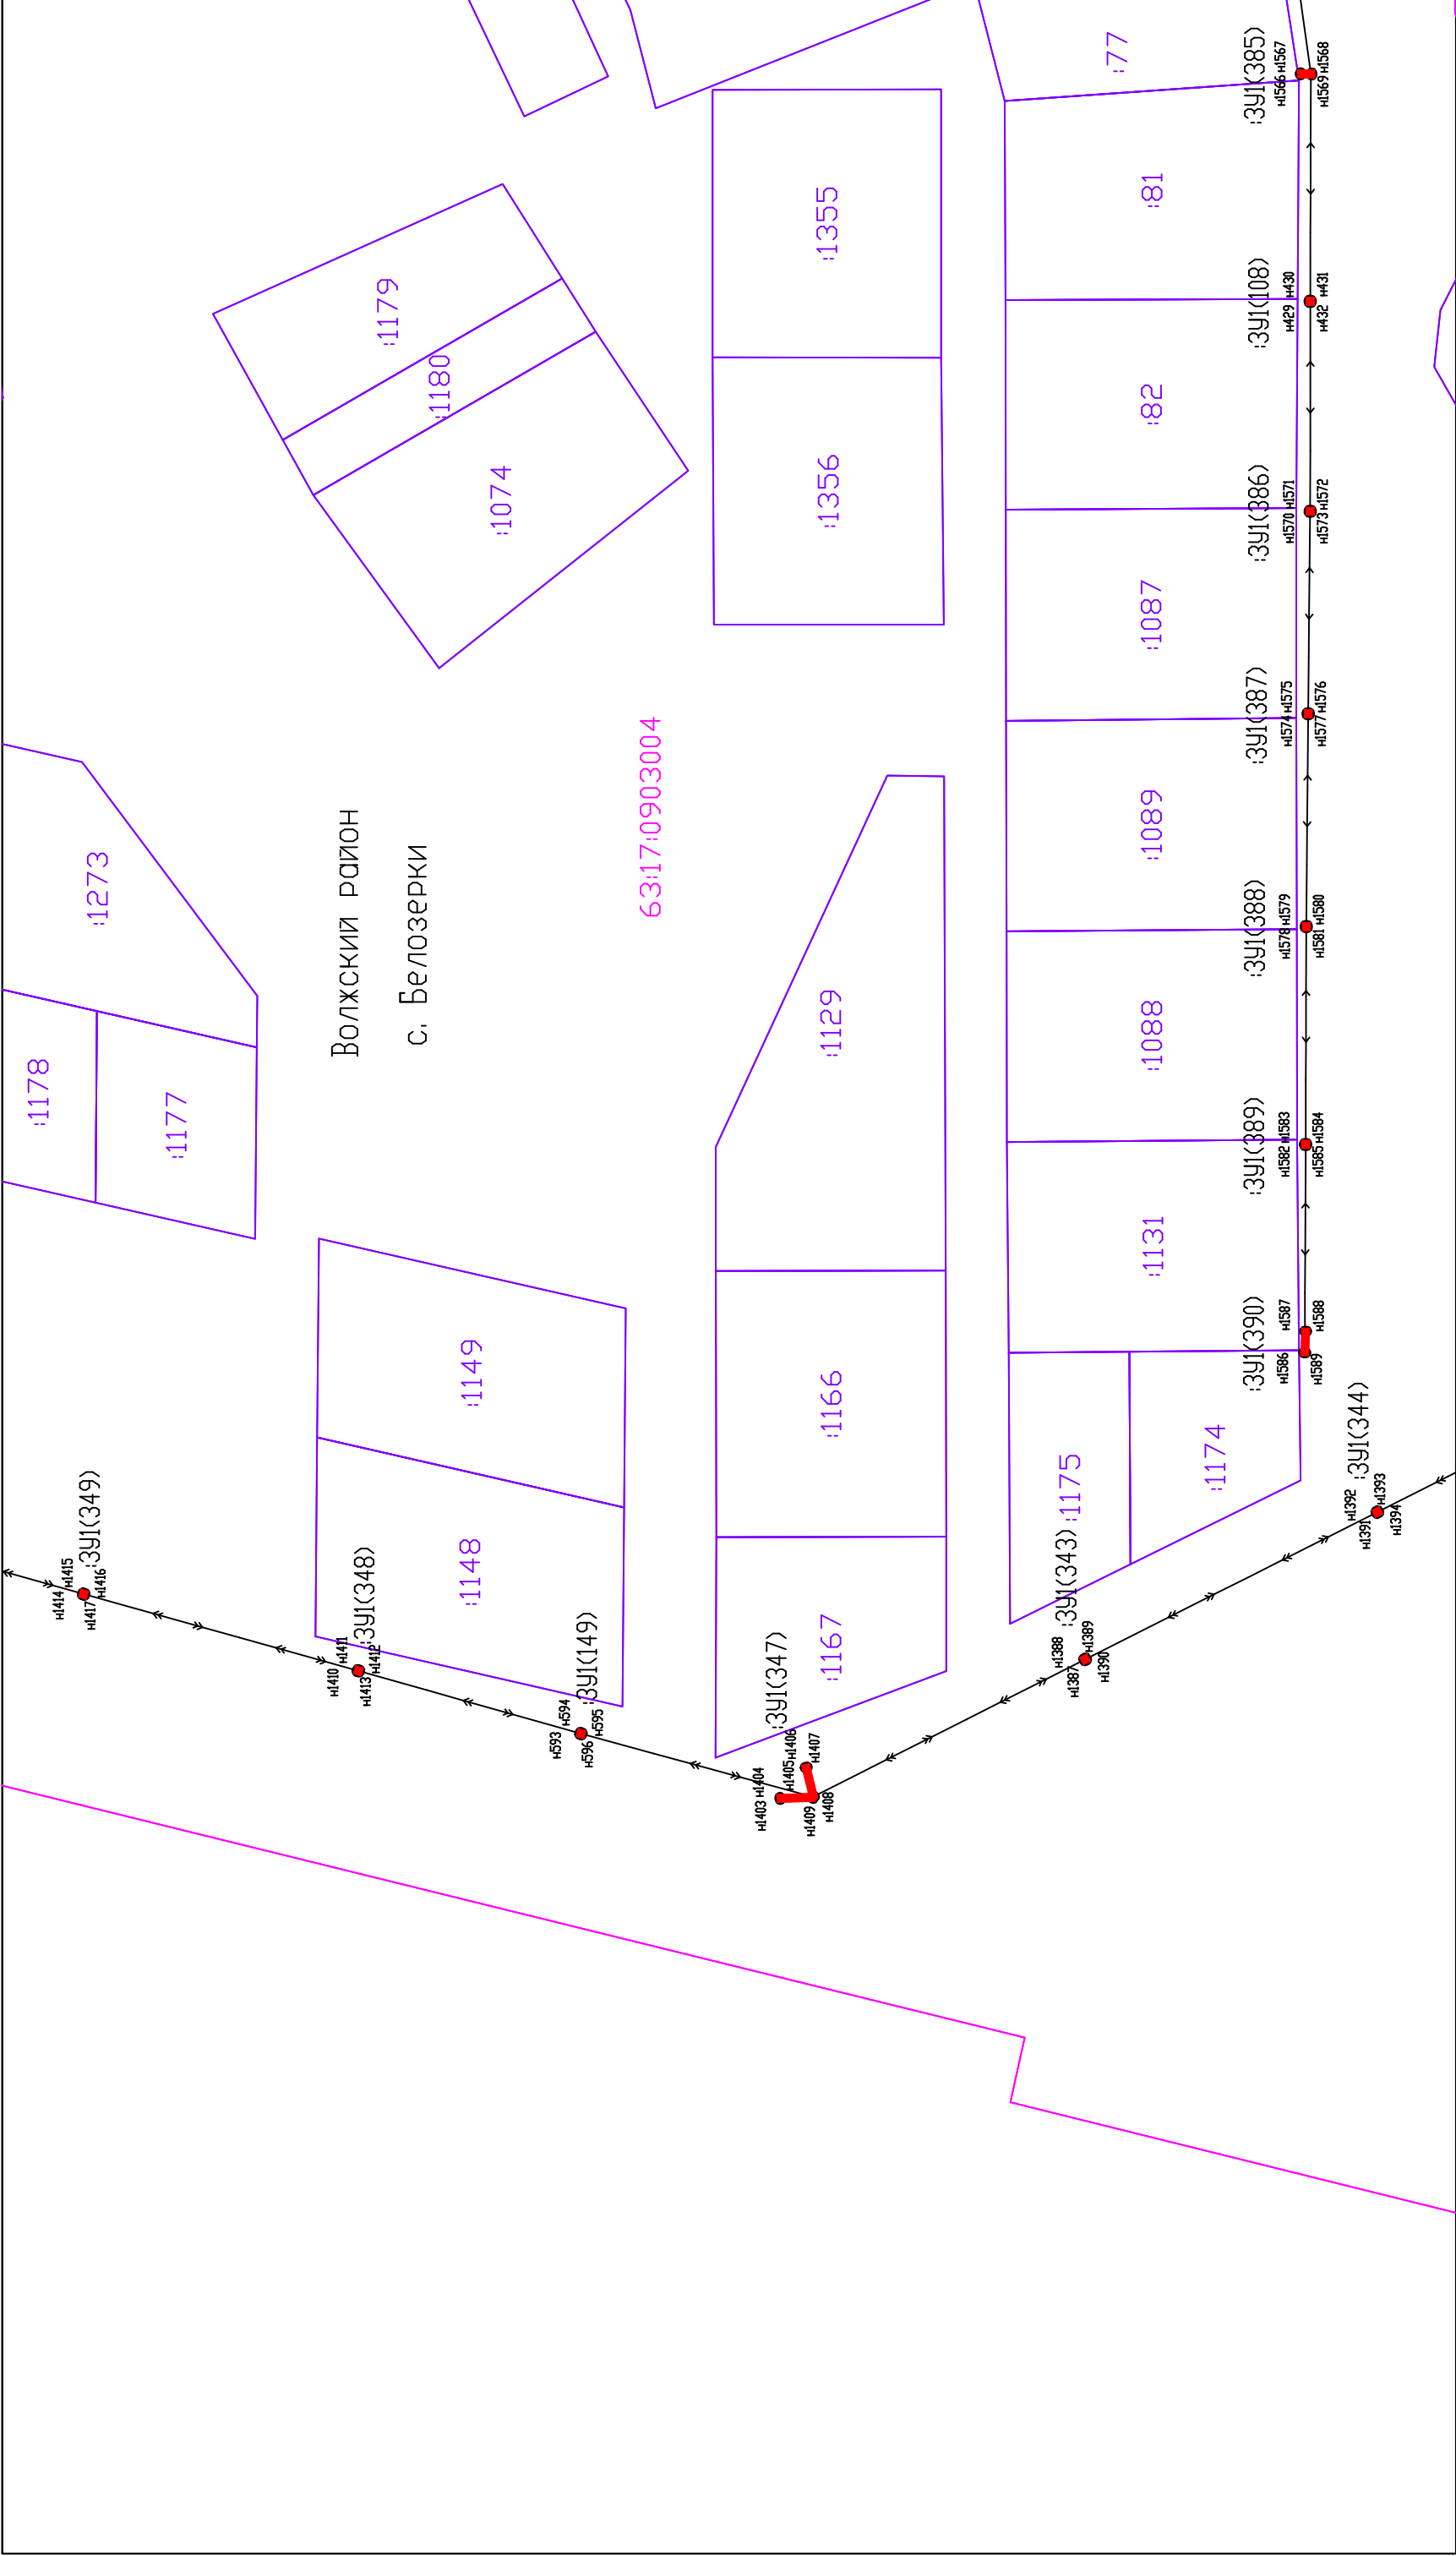 :77
:ЗУ1(385)
н1566 н1567
н1569 н1568
:81
:1355
:1179
:1180
:ЗУ1(108)
н429 н430
н432 н431
:82
:1074
:1356
:ЗУ1(386)
н1570 н1571
н1573 н1572
:1087
:ЗУ1(387)
н1574 н1575
н1577 н1576
63:17:0903004
Волжский район
с. Белозерки
:1273
:1089
:ЗУ1(388)
н1578 н1579
н1581 н1580
:1178
:1177
:1129
:1088
:ЗУ1(389)
н1582 н1583
н1585 н1584
:1131
:ЗУ1(390)
н1586 н1587
н1589 н1588
:1149
:1166
:1175
:1174
:ЗУ1(344)
н1391 н1392
н1394 н1393
:ЗУ1(349)
н1414 н1415
н1417 н1416
:1148
:ЗУ1(348)
н1410 н1411
н1413 н1412
:ЗУ1(149)
н593 н594
н596 н595
:1167
:ЗУ1(343)
н1387 н1388
н1390 н1389
:ЗУ1(347)
н1403 н1404
н1405 н1406
н1407
н1409 н1408